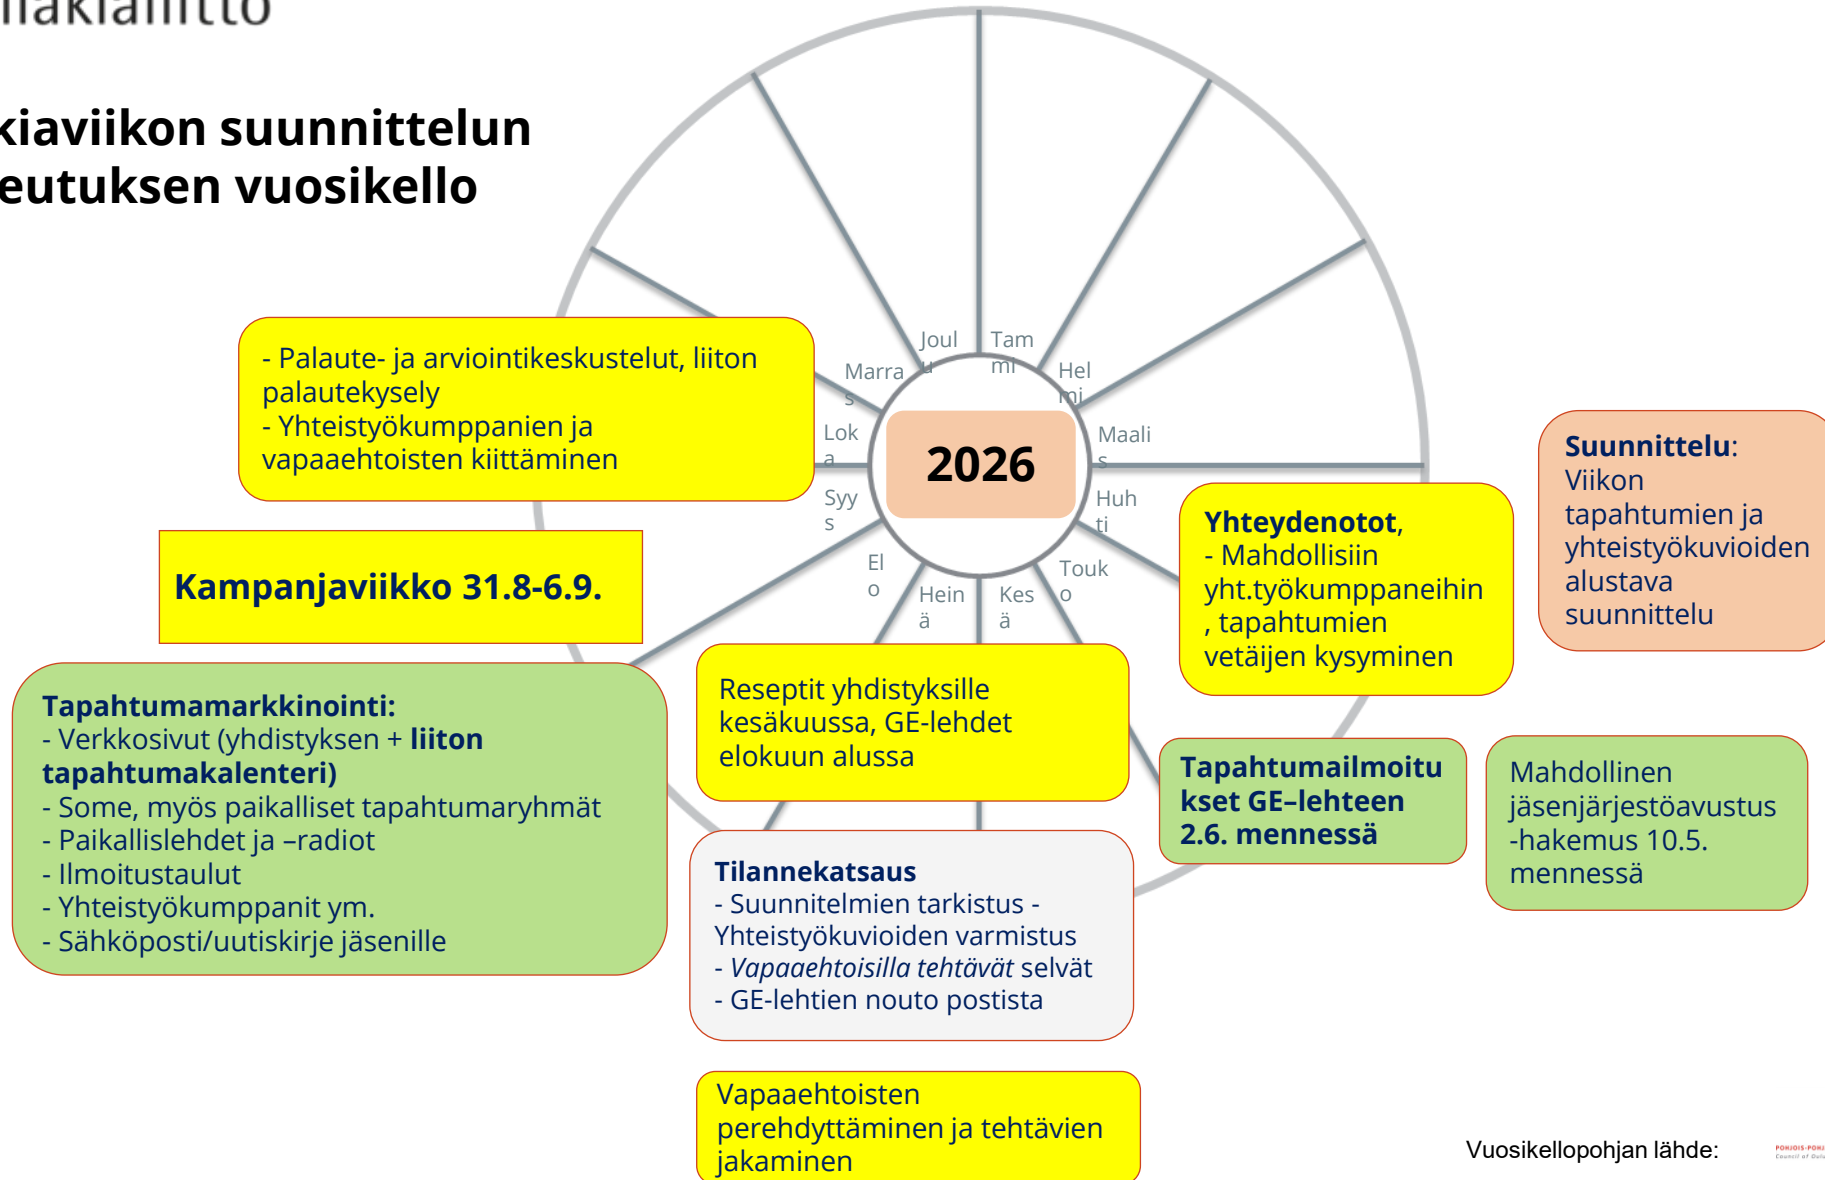 kiaviikon suunnittelun
eutuksen vuosikello
Joul
u
Tam
mi
Marra
s
Hel
mi
Lok
a
2026
Maali
s
Syy
s
Huh
ti
El
o
Touk
o
Hein
ä
Kes
ä
- Palaute- ja arviointikeskustelut, liiton
palautekysely
- Yhteistyökumppanien ja
vapaaehtoisten kiittäminen
Kampanjaviikko 31.8-6.9.
Suunnittelu:
Viikon
tapahtumien ja
yhteistyökuvioiden
alustava
suunnittelu
Yhteydenotot,
- Mahdollisiin
yht.työkumppaneihin
, tapahtumien
vetäijen kysyminen
Tapahtumamarkkinointi:
- Verkkosivut (yhdistyksen + liiton
tapahtumakalenteri)
- Some, myös paikalliset tapahtumaryhmät
- Paikallislehdet ja –radiot
- Ilmoitustaulut
- Yhteistyökumppanit ym.
- Sähköposti/uutiskirje jäsenille
Reseptit yhdistyksille
kesäkuussa, GE-lehdet
elokuun alussa
Tapahtumailmoitu
kset GE–lehteen
2.6. mennessä
Mahdollinen
jäsenjärjestöavustus
-hakemus 10.5.
mennessä
Tilannekatsaus
- Suunnitelmien tarkistus -
Yhteistyökuvioiden varmistus
- Vapaaehtoisilla tehtävät selvät
- GE-lehtien nouto postista
Vapaaehtoisten
perehdyttäminen ja tehtävien
jakaminen
Vuosikellopohjan lähde: